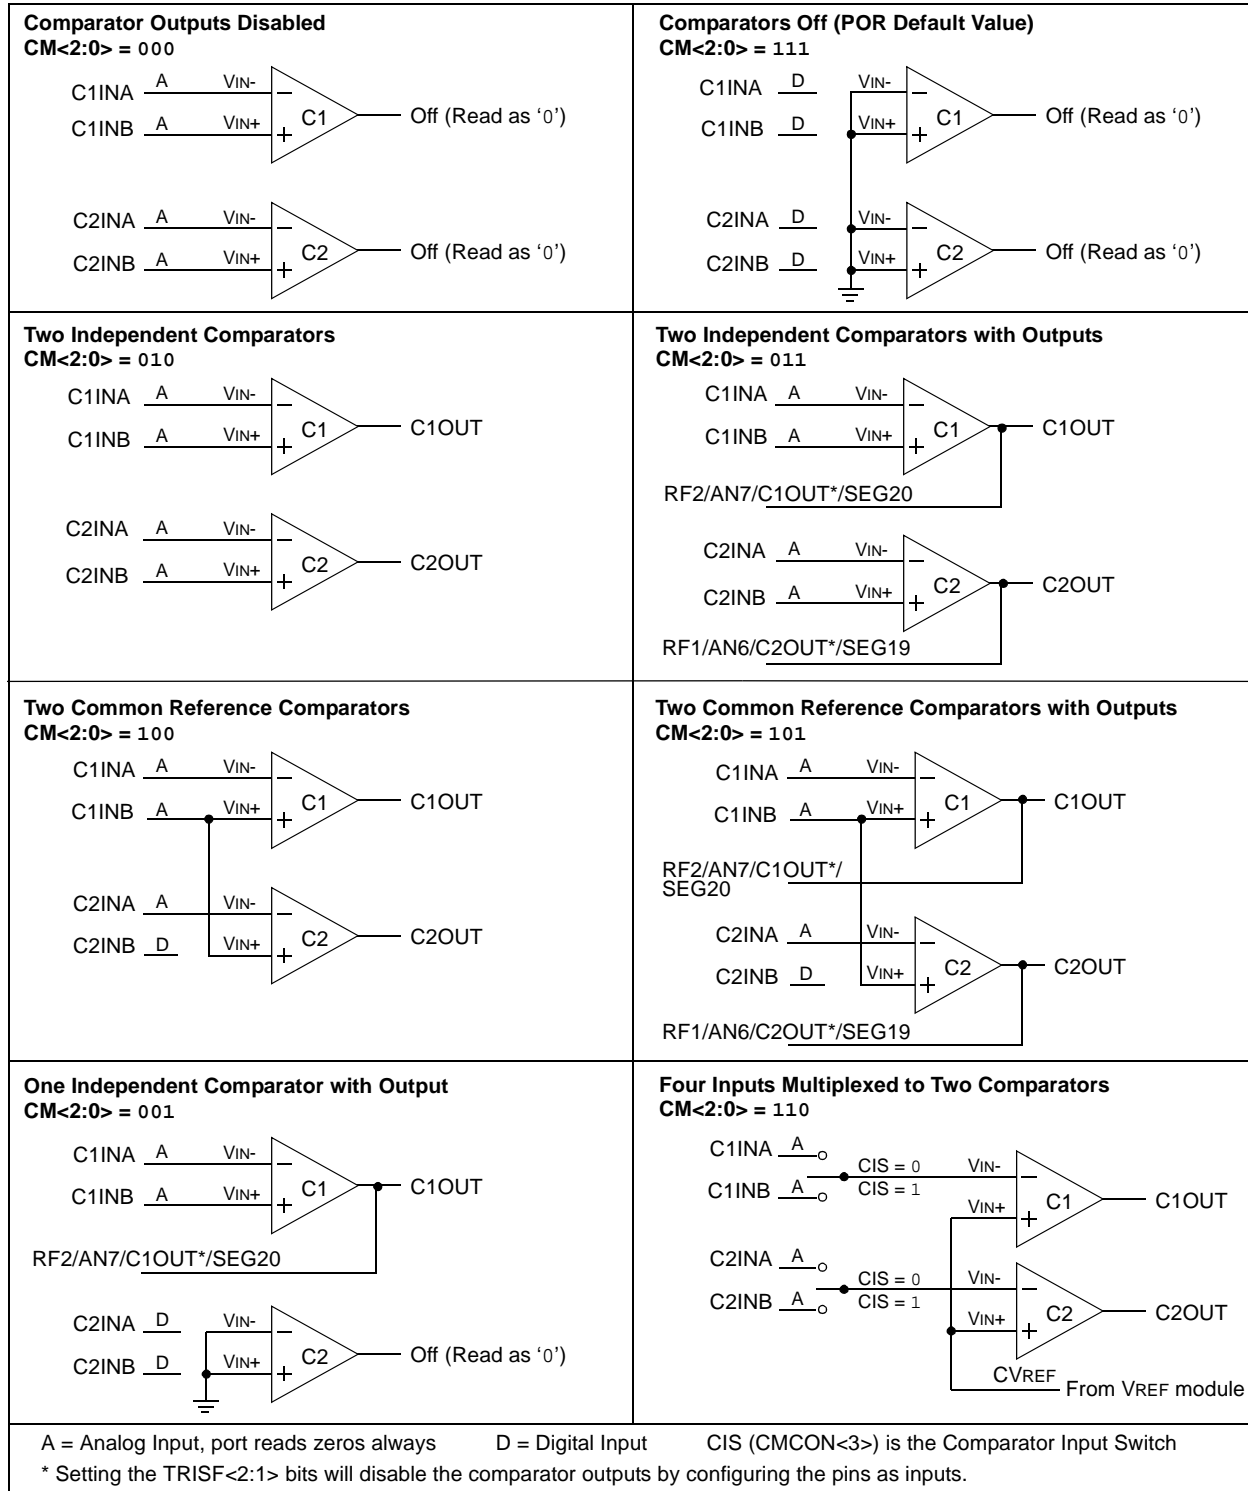 Comparator Outputs Disabled
CM<2:0> = 000
C1INA A VIN-
C1INB A VIN+
C1 Off (Read as ‘0’)
C2INA A VIN-
C2INB A VIN+
C2 Off (Read as ‘0’)
Comparators Off (POR Default Value)
CM<2:0> = 111
C1INA D VIN-
C1INB D VIN+
C1 Off (Read as ‘0’)
C2INA D VIN-
C2INB D VIN+
C2 Off (Read as ‘0’)
Two Independent Comparators
CM<2:0> = 010
C1INA A VIN-
C1INB A VIN+
C1 C1OUT
C2INA A VIN-
C2INB A VIN+
C2 C2OUT
Two Independent Comparators with Outputs
CM<2:0> = 011
C1INA A VIN-
C1INB A VIN+
C1 C1OUT
RF2/AN7/C1OUT*/SEG20
C2INA A VIN-
C2INB A VIN+
C2 C2OUT
RF1/AN6/C2OUT*/SEG19
Two Common Reference Comparators
CM<2:0> = 100
C1INA A VIN-
C1INB A VIN+
C1 C1OUT
C2INA A VIN-
C2INB D VIN+
C2 C2OUT
Two Common Reference Comparators with Outputs
CM<2:0> = 101
C1INA A VIN-
C1INB A VIN+
C1 C1OUT
RF2/AN7/C1OUT*/
SEG20
C2INA A VIN-
C2INB D VIN+
C2 C2OUT
RF1/AN6/C2OUT*/SEG19
One Independent Comparator with Output
CM<2:0> = 001
C1INA A VIN-
C1INB A VIN+
C1 C1OUT
RF2/AN7/C1OUT*/SEG20
C2INA D VIN-
C2INB D VIN+
C2 Off (Read as ‘0’)
Four Inputs Multiplexed to Two Comparators
CM<2:0> = 110
C1INA A
CIS = 0 VIN-
C1INB A CIS = 1
VIN+ C1 C1OUT
C2INA A
CIS = 0 VIN-
C2INB A CIS = 1
VIN+ C2 C2OUT
CVREF
From VREF module
A = Analog Input, port reads zeros always D = Digital Input CIS (CMCON<3>) is the Comparator Input Switch
* Setting the TRISF<2:1> bits will disable the comparator outputs by configuring the pins as inputs.